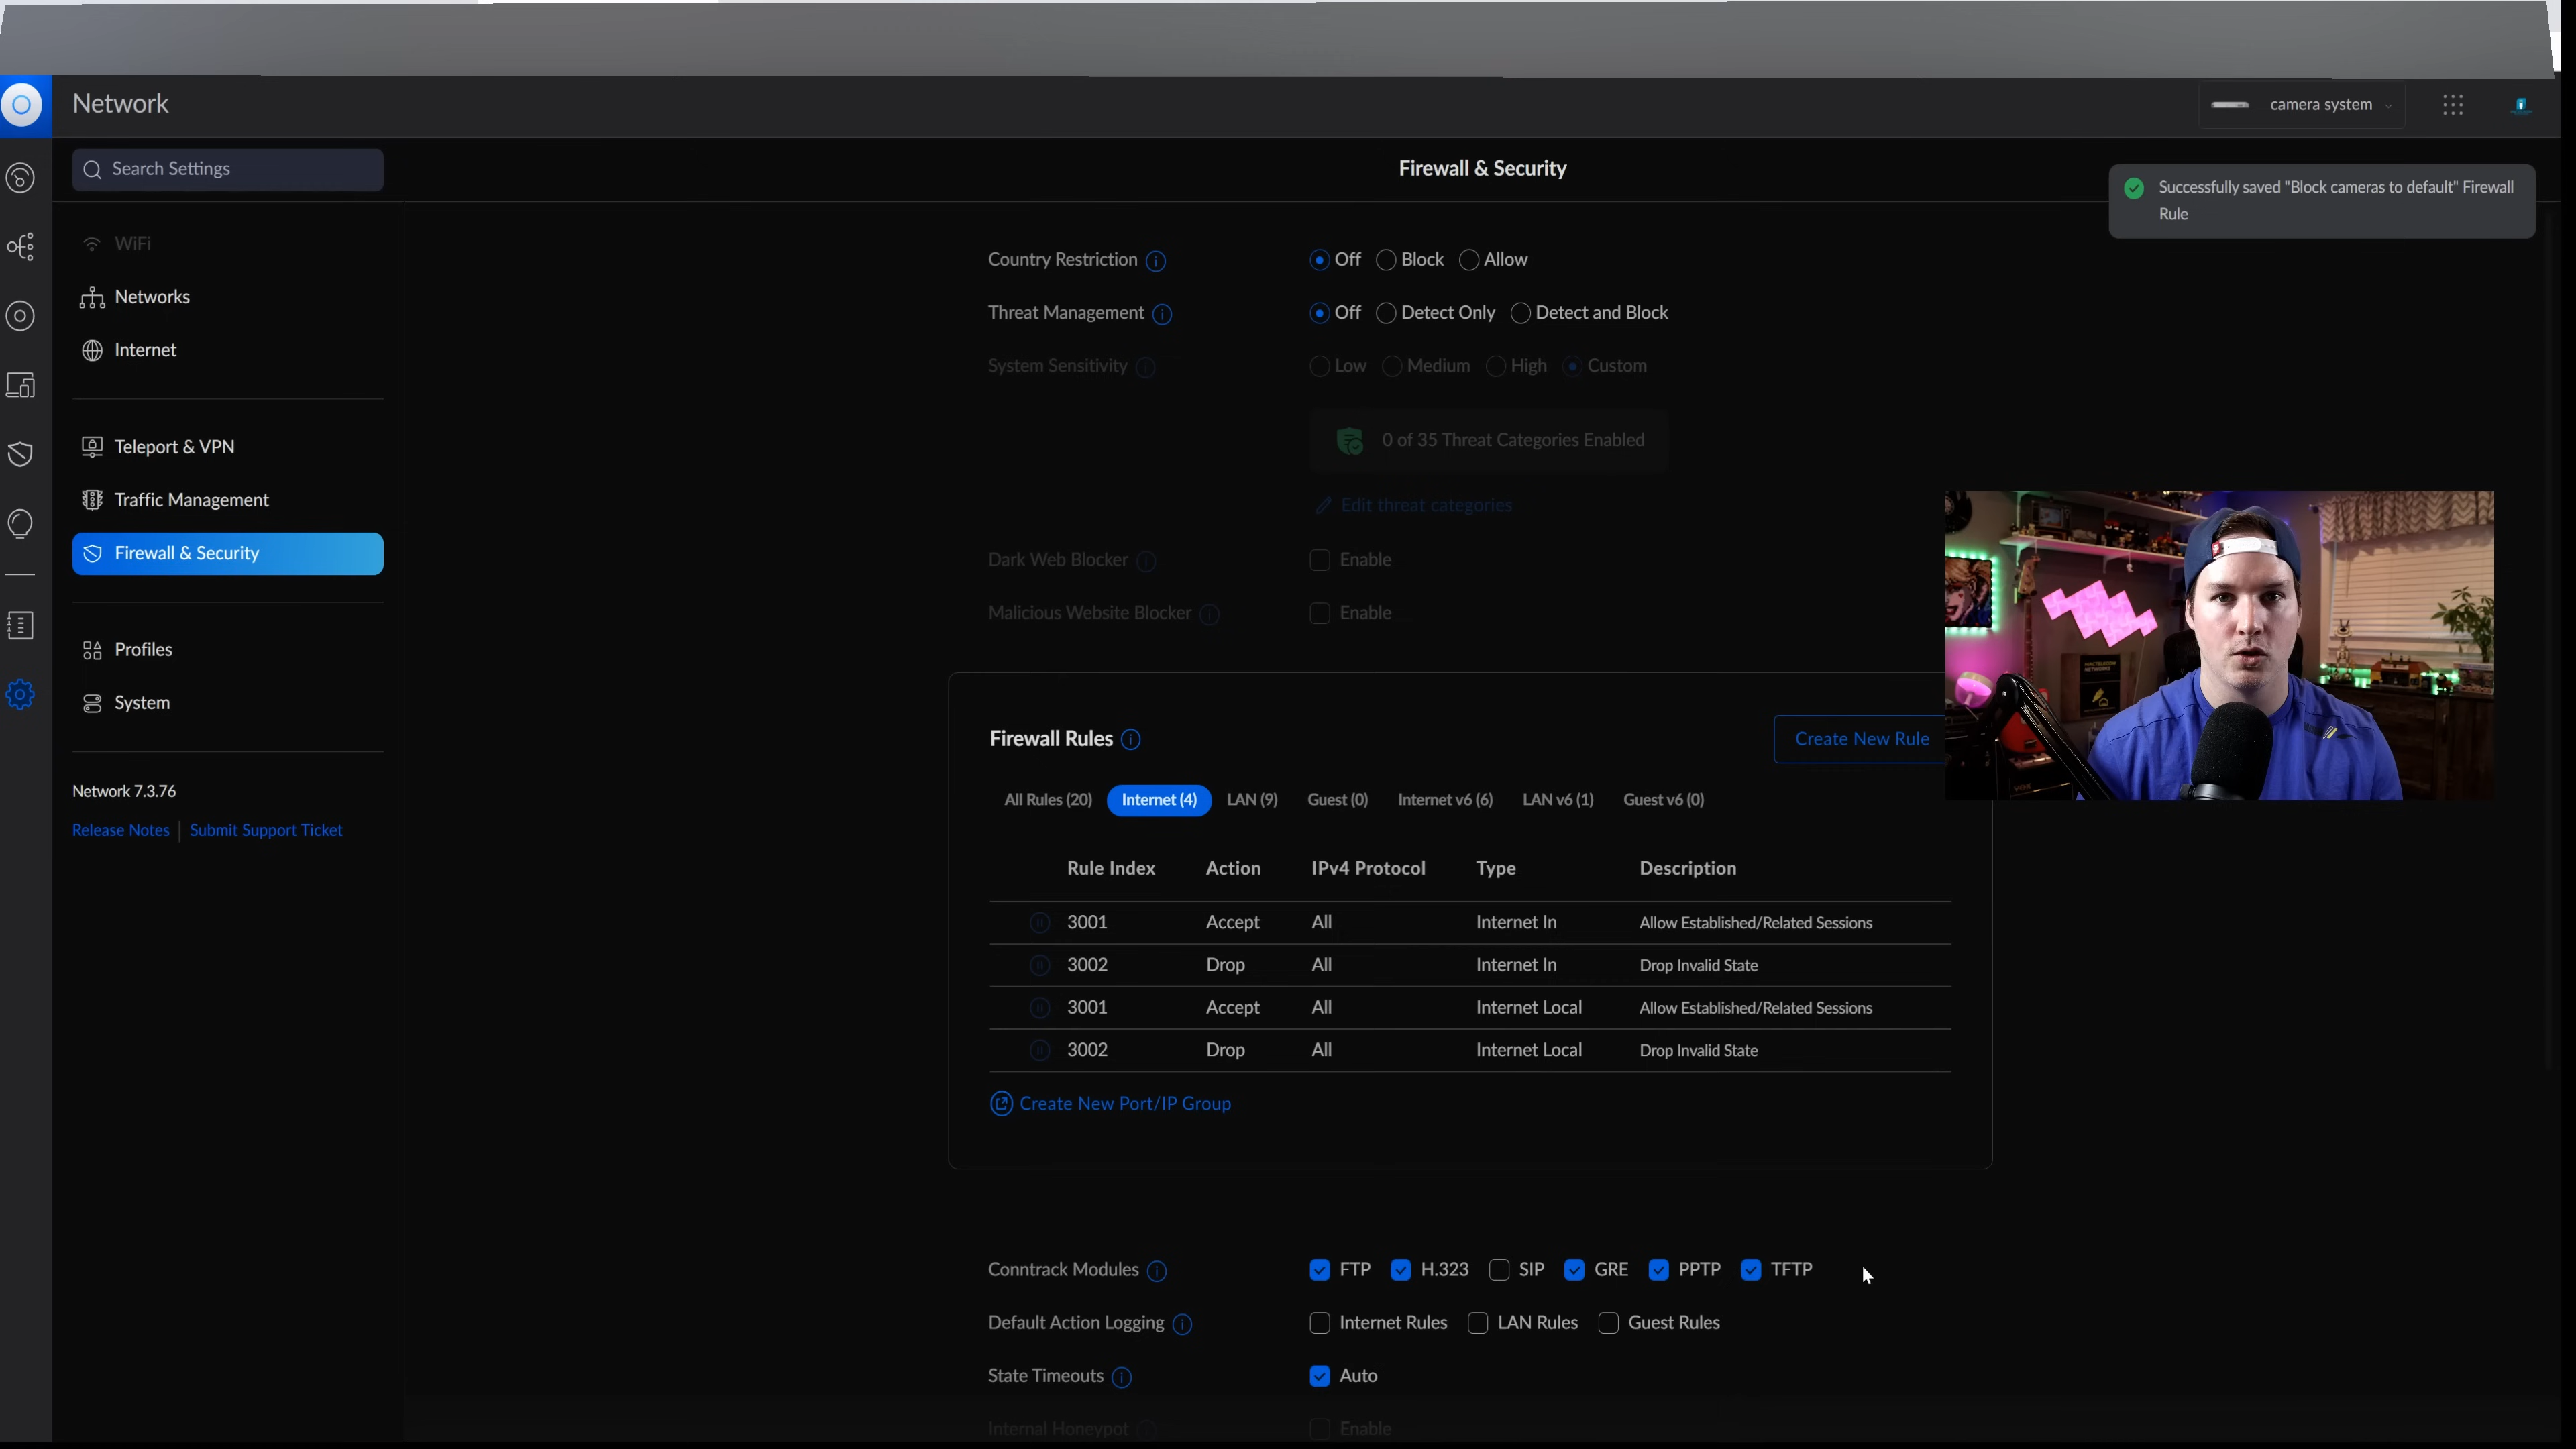 Network
camera system
Search Settings
Firewall & Security
Successfully saved "Block cameras to default" Firewall
Rule
WiFi
Networks
Internet
Teleport & VPN
Traffic Management
Firewall & Security
Profiles
System
Network 7.3.76
Release Notes | Submit Support Ticket
Country Restriction Off Block Allow
Threat Management Off Detect Only Detect and Block
System Sensitivity Low Medium High Custom
0 of 35 Threat Categories Enabled
Edit threat categories
Dark Web Blocker Enable
Malicious Website Blocker Enable
Firewall Rules
Create New Rule
All Rules (20) Internet (4) LAN (9) Guest (0) Internet v6 (6) LAN v6 (1) Guest v6 (0)
Rule Index Action IPv4 Protocol Type Description
3001 Accept All Internet In Allow Established/Related Sessions
3002 Drop All Internet In Drop Invalid State
3001 Accept All Internet Local Allow Established/Related Sessions
3002 Drop All Internet Local Drop Invalid State
Create New Port/IP Group
Conntrack Modules FTP H.323 SIP GRE PPTP TFTP
Default Action Logging Internet Rules LAN Rules Guest Rules
State Timeouts Auto
Internal Honeypot Enable